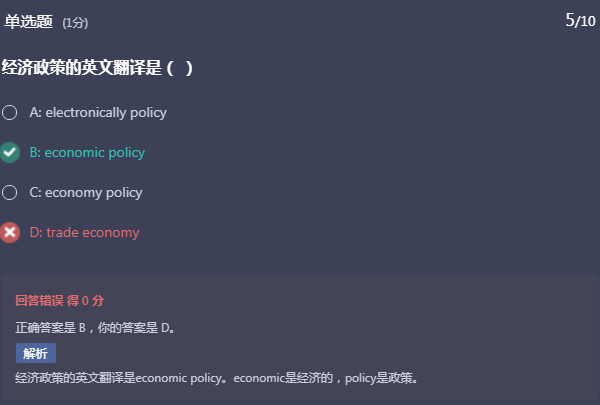 单选题 (1分) 5/10
经济政策的英文翻译是（ ）
A: electronically policy
B: economic policy
C: economy policy
D: trade economy
回答错误 得 0 分
正确答案是 B，你的答案是 D。
解析
经济政策的英文翻译是economic policy。economic是经济的，policy是政策。